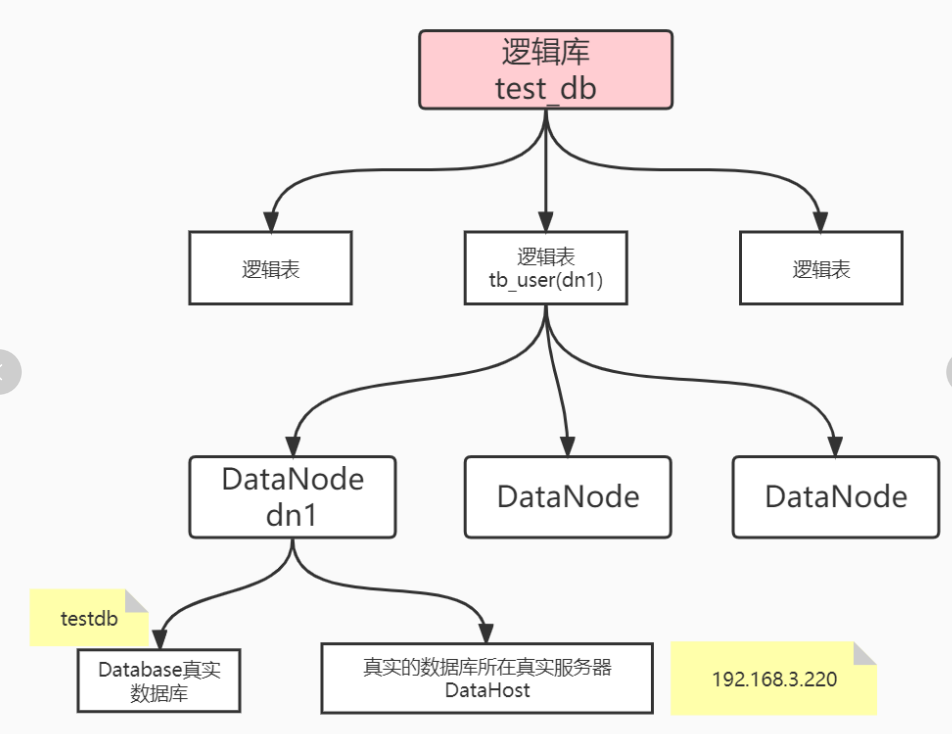 逻辑库
test_db
逻辑表
逻辑表
tb_user(dn1)
逻辑表
DataNode
dn1
DataNode
DataNode
testdb
Database真实
数据库
真实的数据库所在真实服务器
DataHost
192.168.3.220